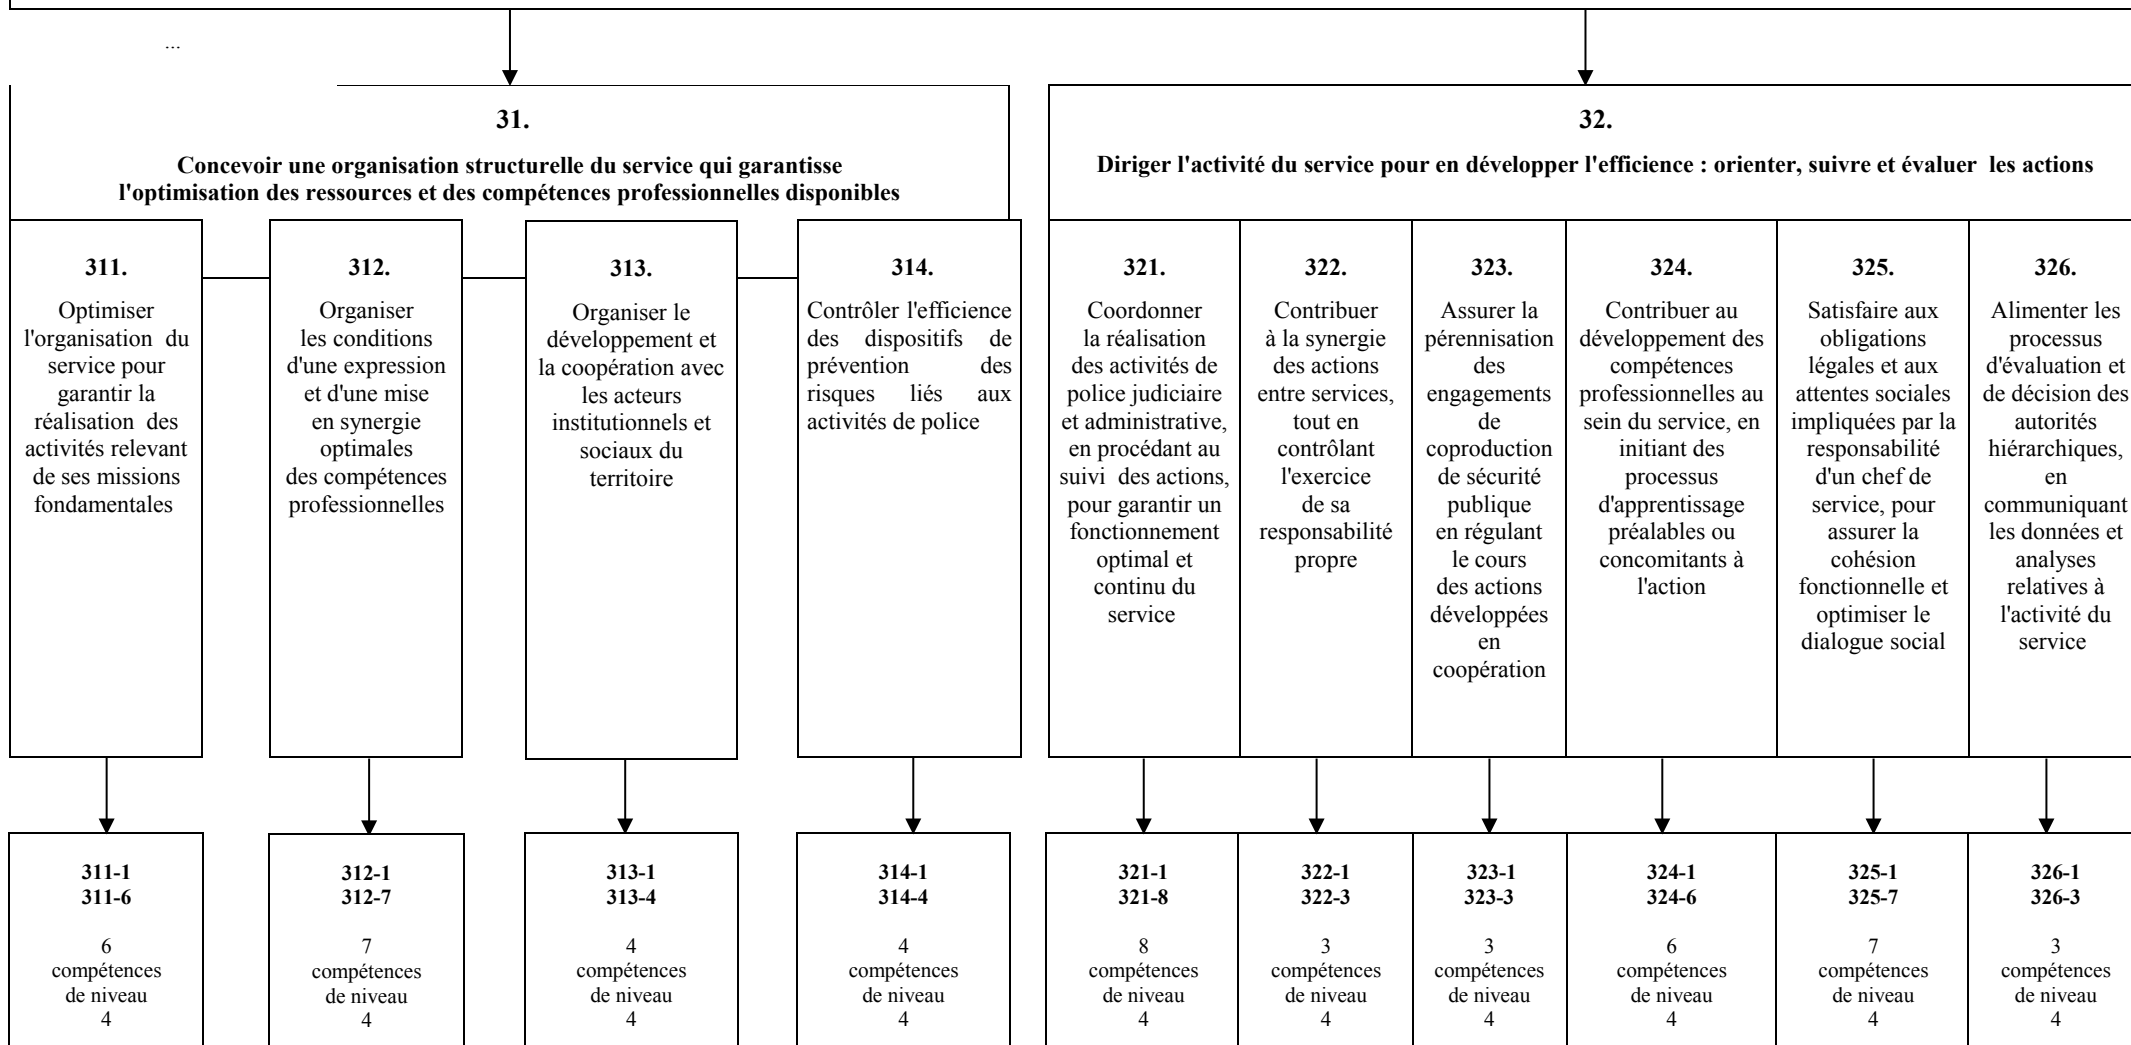 ...
31.
Concevoir une organisation structurelle du service qui garantisse
l'optimisation des ressources et des compétences professionnelles disponibles
32.
Diriger l'activité du service pour en développer l'efficience : orienter, suivre et évaluer les actions
311.
Optimiser
l'organisation du
service pour
garantir la
réalisation des
activités relevant
de ses missions
fondamentales
312.
Organiser
les conditions
d'une expression
et d'une mise
en synergie
optimales
des compétences
professionnelles
313.
Organiser le
développement et
la coopération avec
les acteurs
institutionnels et
sociaux du
territoire
314.
Contrôler l'efficience
des dispositifs de
prévention des
risques liés aux
activités de police
321.
Coordonner
la réalisation
des activités de
police judiciaire
et administrative,
en procédant au
suivi des actions,
pour garantir un
fonctionnement
optimal et
continu du
service
322.
Contribuer
à la synergie
des actions
entre services,
tout en
contrôlant
l'exercice
de sa
responsabilité
propre
323.
Assurer la
pérennisation
des
engagements
de
coproduction
de sécurité
publique
en régulant
le cours
des actions
développées
en
coopération
324.
Contribuer au
développement des
compétences
professionnelles au
sein du service, en
initiant des
processus
d'apprentissage
préalables ou
concomitants à
l'action
325.
Satisfaire aux
obligations
légales et aux
attentes sociales
impliquées par la
responsabilité
d'un chef de
service, pour
assurer la
cohésion
fonctionnelle et
optimiser le
dialogue social
326.
Alimenter les
processus
d'évaluation et
de décision des
autorités
hiérarchiques,
en
communiquant
les données et
analyses
relatives à
l'activité du
service
311-1
311-6
6
compétences
de niveau
4
312-1
312-7
7
compétences
de niveau
4
313-1
313-4
4
compétences
de niveau
4
314-1
314-4
4
compétences
de niveau
4
321-1
321-8
8
compétences
de niveau
4
322-1
322-3
3
compétences
de niveau
4
323-1
323-3
3
compétences
de niveau
4
324-1
324-6
6
compétences
de niveau
4
325-1
325-7
7
compétences
de niveau
4
326-1
326-3
3
compétences
de niveau
4